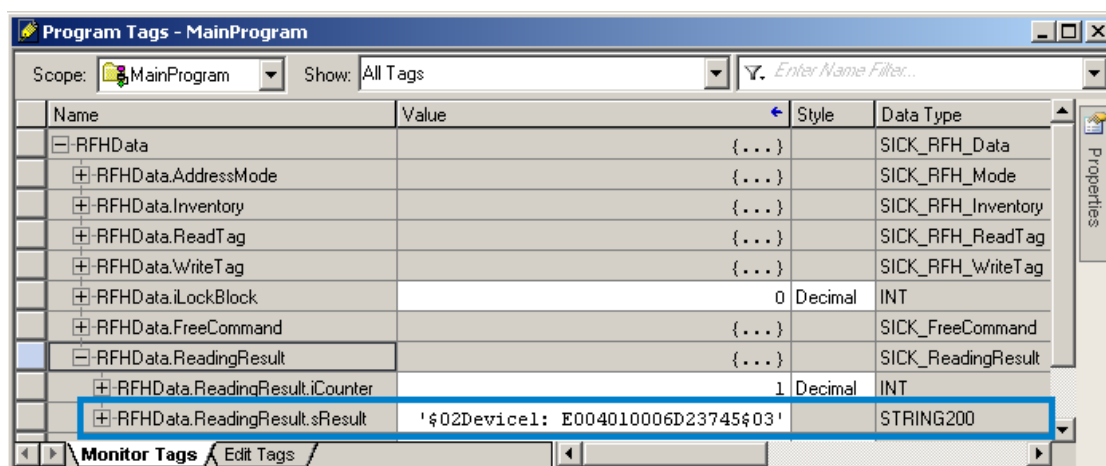 Program Tags - MainProgram
Scope: MainProgram Show: All Tags Enter Name Filter...
Name Value Style Data Type
RFHData {...} SICK_RFH_Data
RFHData.AddressMode {...} SICK_RFH_Mode
RFHData.Inventory {...} SICK_RFH_Inventory
RFHData.ReadTag {...} SICK_RFH_ReadTag
RFHData.WriteTag {...} SICK_RFH_WriteTag
RFHData.iLockBlock 0 Decimal INT
RFHData.FreeCommand {...} SICK_FreeCommand
RFHData.ReadingResult {...} SICK_ReadingResult
RFHData.ReadingResult.iCounter 1 Decimal INT
RFHData.ReadingResult.sResult '$02Device1: E004010006D23745$03' STRING200
Monitor Tags Edit Tags
Properties